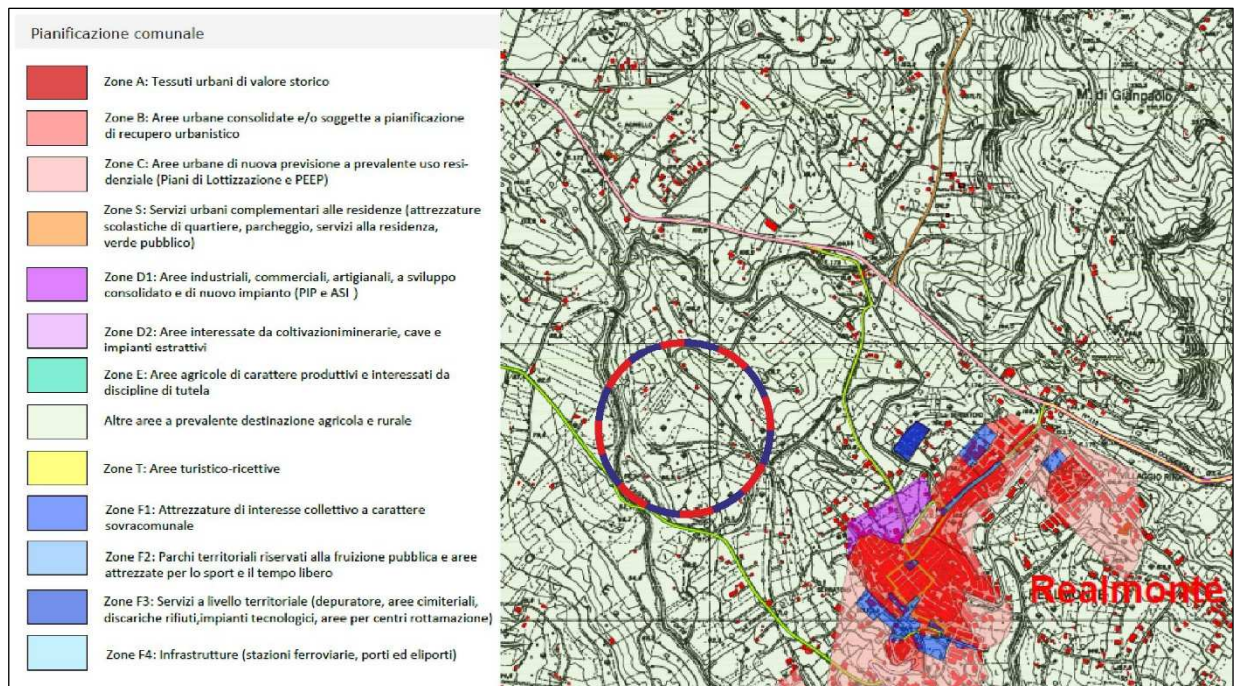 Pianificazione comunale
Zone A: Tessuti urbani di valore storico
Zone B: Aree urbane consolidate e/o soggette a pianificazione
di recupero urbanistico
Zone C: Aree urbane di nuova previsione a prevalente uso resi-
denziale (Piani di Lottizzazione e PEEP)
Zone S: Servizi urbani complementari alle residenze (attrezzature
scolastiche di quartiere, parcheggio, servizi alla residenza,
verde pubblico)
Zone D1: Aree industriali, commerciali, artigianali, a sviluppo
consolidato e di nuovo impianto (PIP e ASI )
Zone D2: Aree interessate da coltivazioniminerarie, cave e
impianti estrattivi
Zone E: Aree agricole di carattere produttivi e interessati da
discipline di tutela
Altre aree a prevalente destinazione agricola e rurale
Zone T: Aree turistico-ricettive
Zone F1: Attrezzature di interesse collettivo a carattere
sovracomunale
Zone F2: Parchi territoriali riservati alla fruizione pubblica e aree
attrezzate per lo sport e il tempo libero
Zone F3: Servizi a livello territoriale (depuratore, aree cimiteriali,
discariche rifiuti,impianti tecnologici, aree per centri rottamazione)
Zone F4: Infrastrutture (stazioni ferroviarie, porti ed eliporti)
M. di Gianpaolo
Realmonte